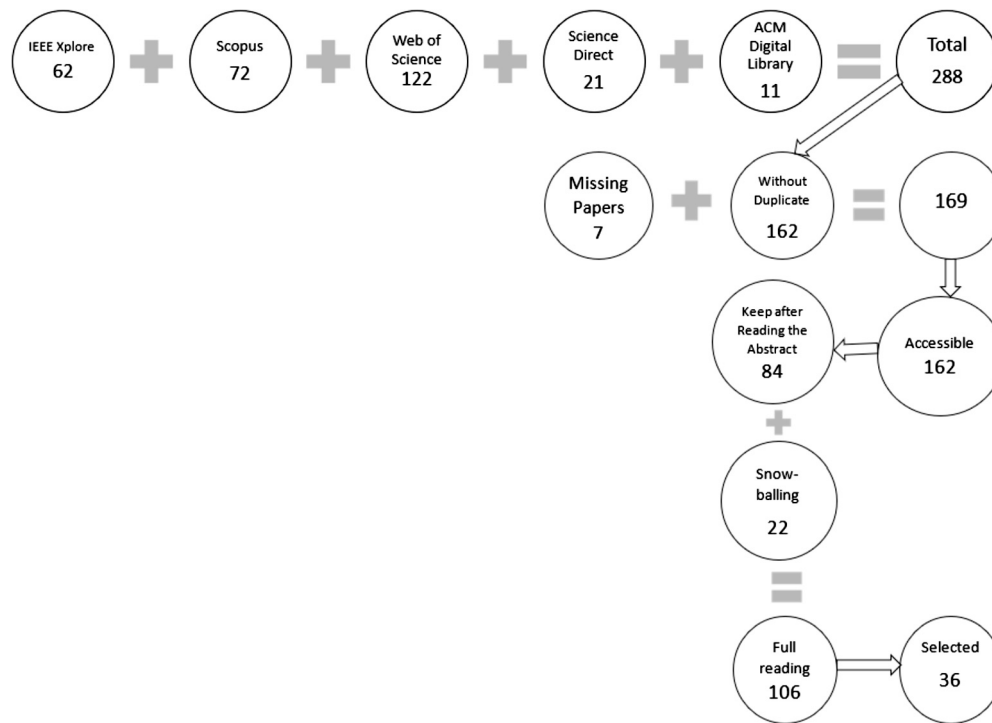 IEEE Xplore
62
Scopus
72
Web of
Science
122
Science
Direct
21
ACM
Digital
Library
11
Total
288
Missing
Papers
7
Without
Duplicate
162
169
Keep after
Reading the
Abstract
84
Accessible
162
Snow-
balling
22
Full
reading
106
Selected
36